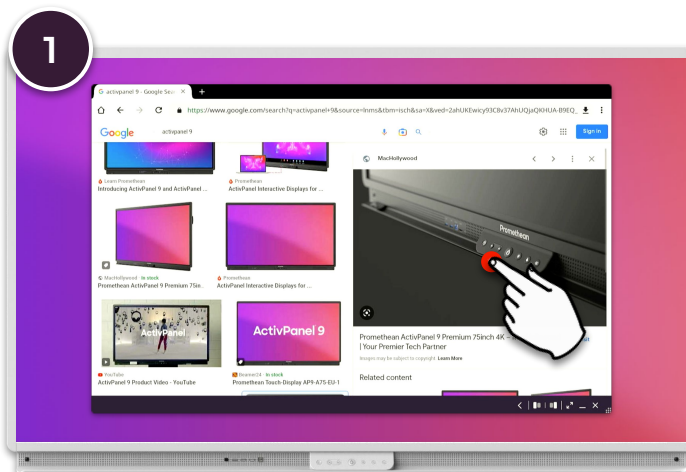 1
G activpanel 9 - Google Sear
https://www.google.com/search?q=activpanel+9&source=lnms&tbm=isch&sa=X&ved=2ahUKEwicy93C8v37AhUQjaQKHUA-B9EQ_
Google
activpanel 9
Sign in
Learn Promethean
Introducing ActivPanel 9 and ActivPanel ...
Promethean
ActivPanel Interactive Displays for ...
MacHollywood · In stock
Promethean ActivPanel 9 Premium 75in..
Promethean
ActivPanel Interactive Displays for ...
ActivPanel
ActivPanel 9
YouTube
ActivPanel 9 Product Video - YouTube
Beamer24 · In stock
Promethean Touch-Display AP9-A75-EU-1
MacHollywood
Promethean
Promethean ActivPanel 9 Premium 75inch 4K –
| Your Premier Tech Partner
Images may be subject to copyright. Learn More
Related content